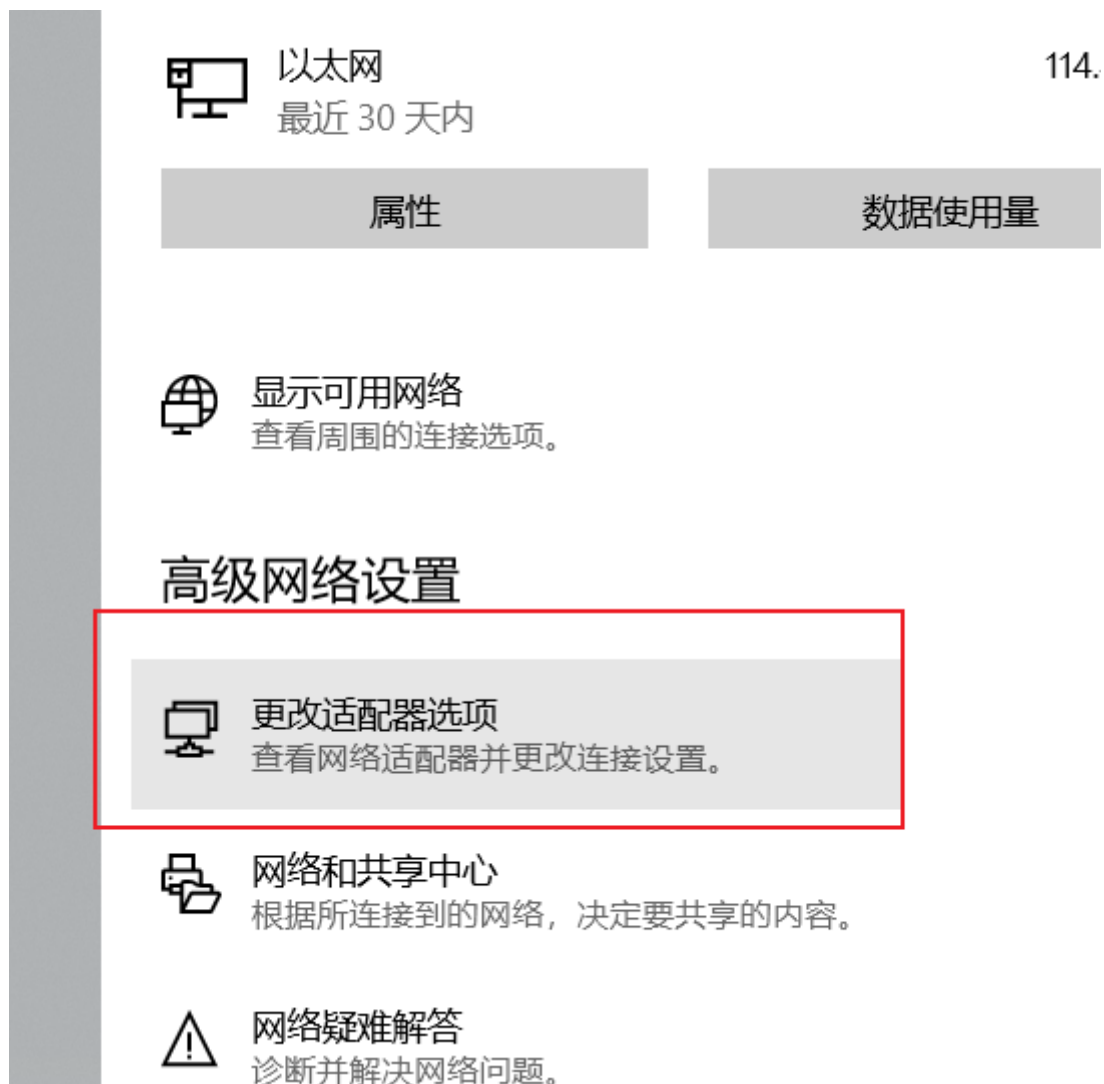 以太网
114.
最近 30 天内
属性
数据使用量
显示可用网络
查看周围的连接选项。
高级网络设置
更改适配器选项
查看网络适配器并更改连接设置。
网络和共享中心
根据所连接到的网络，决定要共享的内容。
网络疑难解答
诊断并解决网络问题。